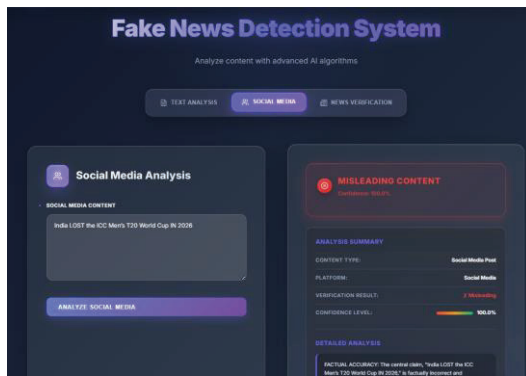 Fake News Detection System
Analyze content with advanced AI algorithms
TEXT ANALYSIS
SOCIAL MEDIA
NEWS VERIFICATION
Social Media Analysis
SOCIAL MEDIA CONTENT
India LOST the ICC Men's T20 World Cup IN 2026
ANALYZE SOCIAL MEDIA
MISLEADING CONTENT
Confidence: 100.0%
ANALYSIS SUMMARY
CONTENT TYPE: Social Media Post
PLATFORM: Social Media
VERIFICATION RESULT: ✗ Misleading
CONFIDENCE LEVEL: 100.0%
DETAILED ANALYSIS
FACTUAL ACCURACY: The central claim, "India LOST the ICC
Men's T20 World Cup IN 2026," is factually incorrect and